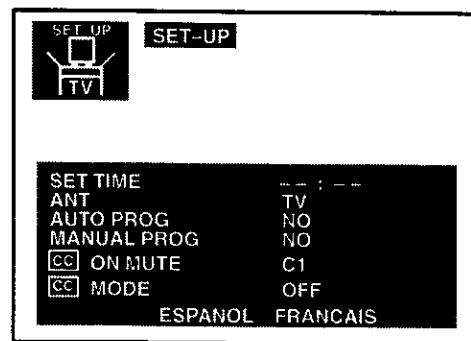 SET UP
SET-UP
TV
SET TIME -- : --
ANT TV
AUTO PROG NO
MANUAL PROG NO
CC ON MUTE C1
CC MODE OFF
ESPANOL FRANCAIS